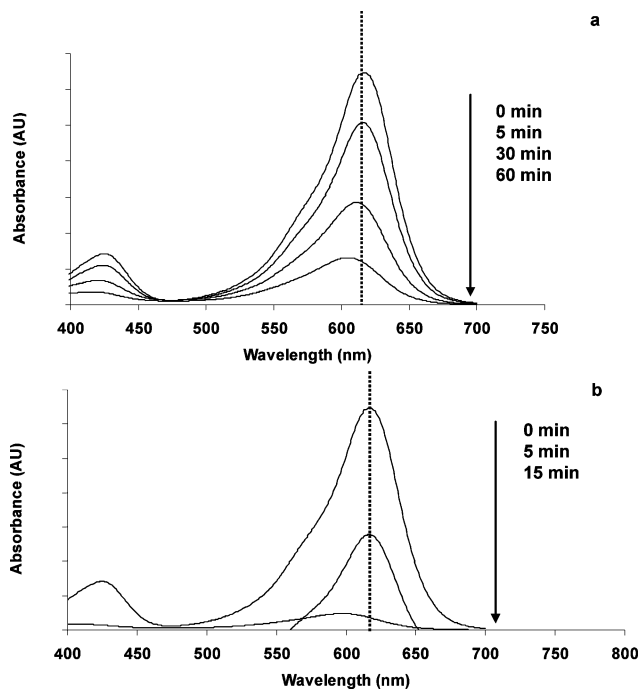 a
Absorbance (AU)
0 min
5 min
30 min
60 min
400 450 500 550 600 650 700 750
Wavelength (nm)
b
Absorbance (AU)
0 min
5 min
15 min
400 450 500 550 600 650 700 750 800
Wavelength (nm)